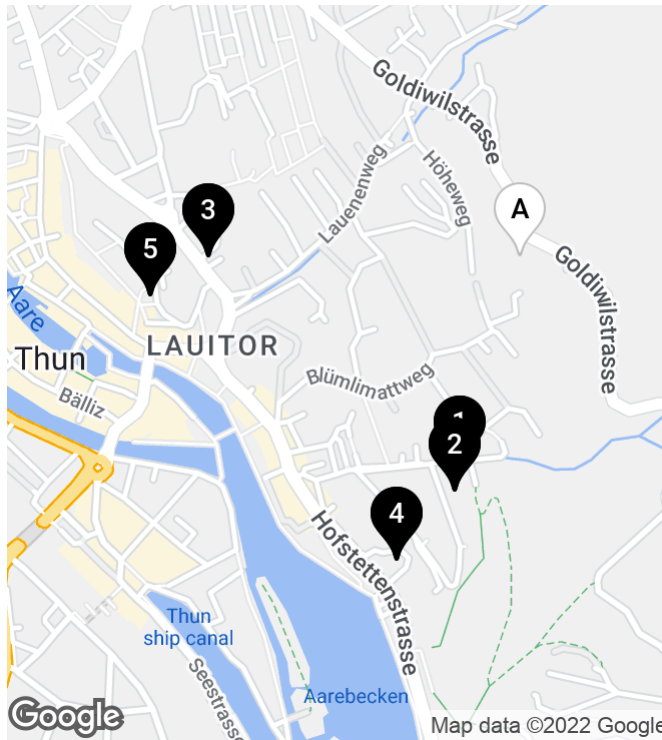 Goldiwilstrasse
Höheweg
Lauenenweg
3
A
5
Goldiwilstrasse
Aare
LAUITOR
Thun
Blümlimattweg
Bälliz
1
2
4
Hofstettenstrasse
Thun
ship canal
Seestrasse
Aarebecken
Google
Map data ©2022 Google